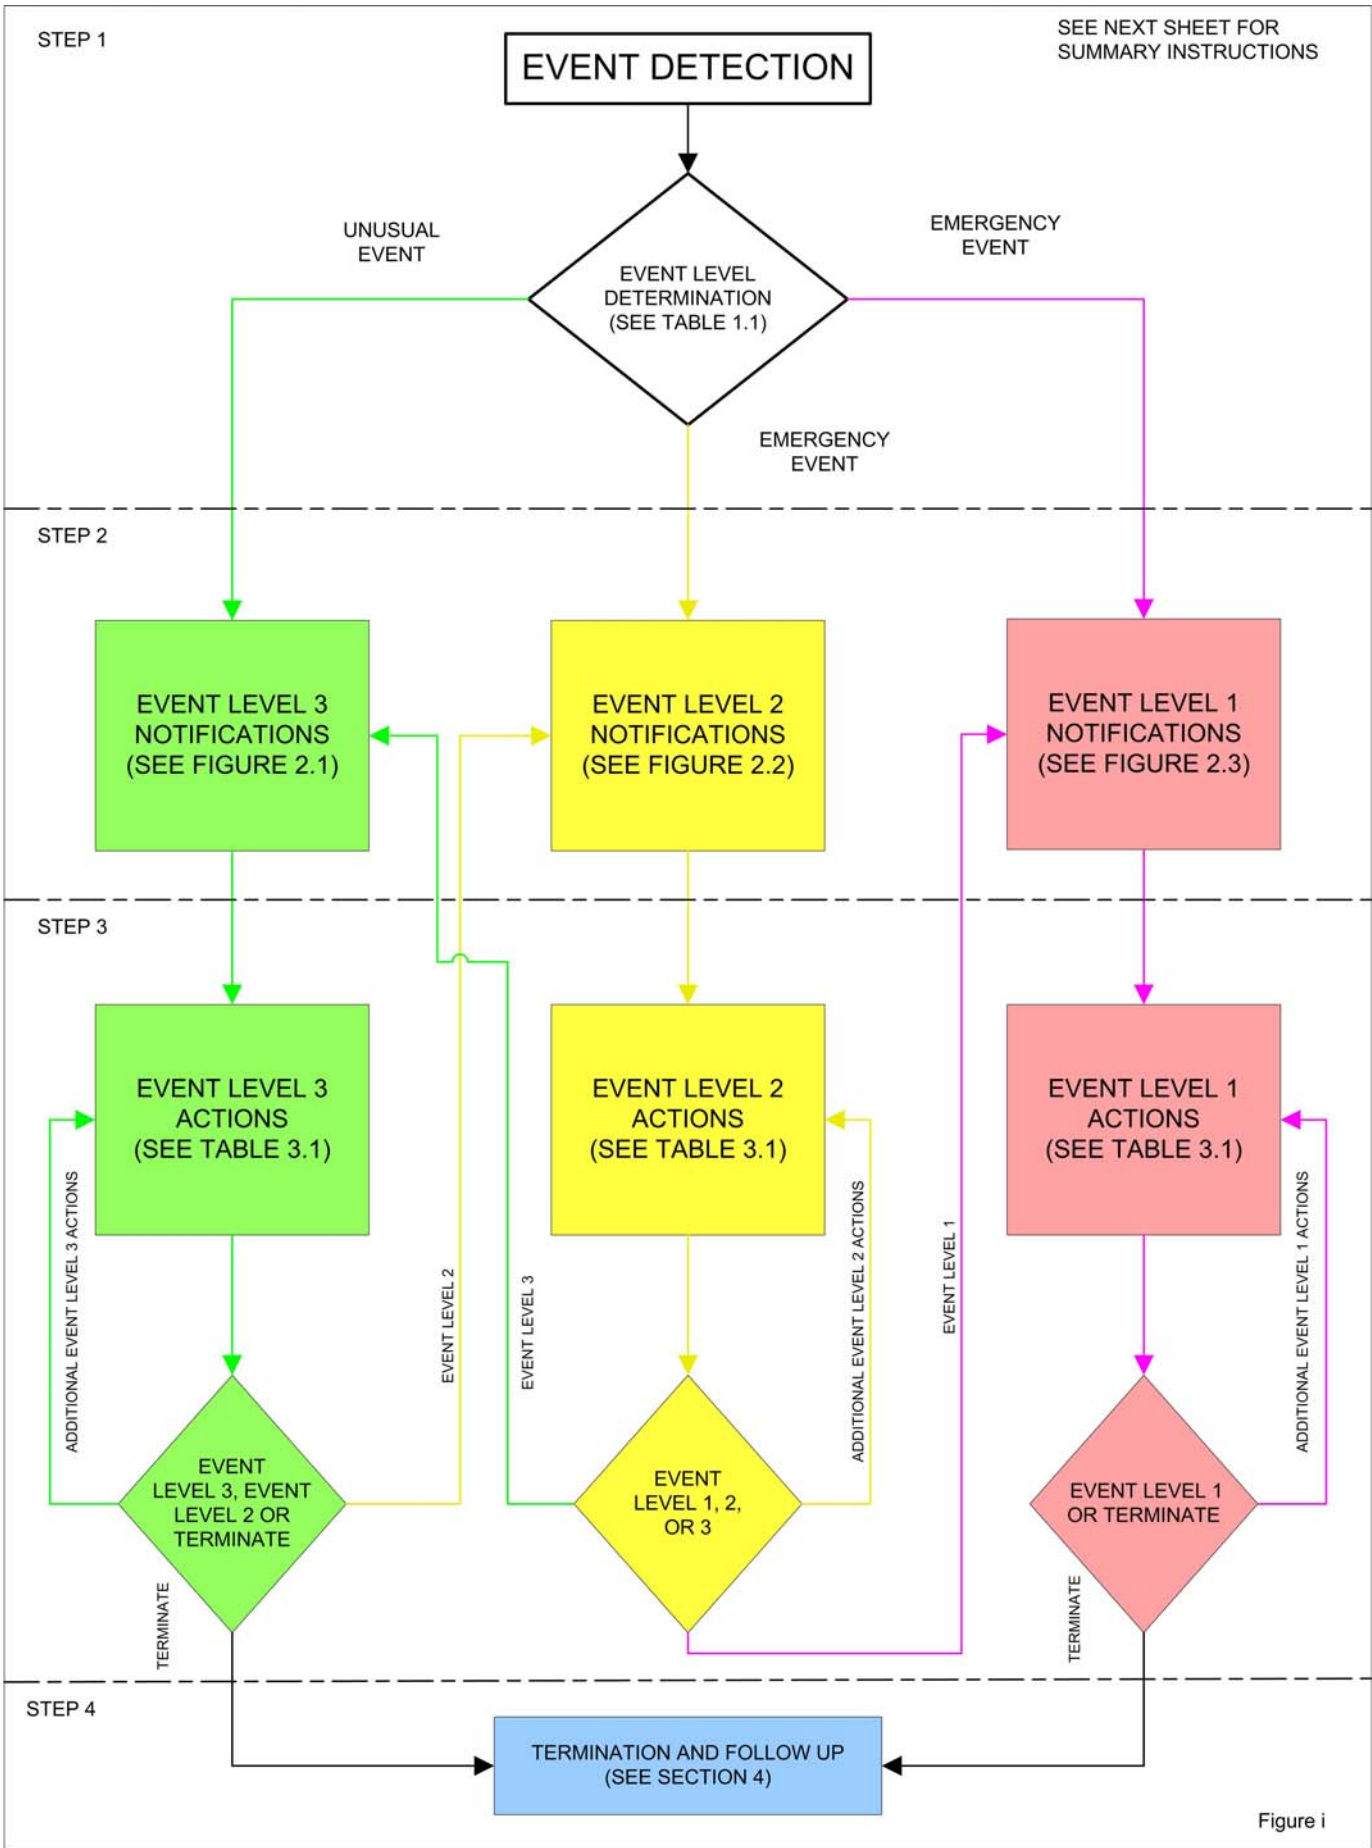 STEP 1
SEE NEXT SHEET FOR
SUMMARY INSTRUCTIONS
EVENT DETECTION
UNUSUAL
EVENT
EMERGENCY
EVENT
EVENT LEVEL
DETERMINATION
(SEE TABLE 1.1)
EMERGENCY
EVENT
STEP 2
EVENT LEVEL 3
NOTIFICATIONS
(SEE FIGURE 2.1)
EVENT LEVEL 2
NOTIFICATIONS
(SEE FIGURE 2.2)
EVENT LEVEL 1
NOTIFICATIONS
(SEE FIGURE 2.3)
STEP 3
EVENT LEVEL 3
ACTIONS
(SEE TABLE 3.1)
EVENT LEVEL 2
ACTIONS
(SEE TABLE 3.1)
EVENT LEVEL 1
ACTIONS
(SEE TABLE 3.1)
ADDITIONAL EVENT LEVEL 3 ACTIONS
EVENT LEVEL 2
EVENT LEVEL 3
ADDITIONAL EVENT LEVEL 2 ACTIONS
EVENT LEVEL 1
ADDITIONAL EVENT LEVEL 1 ACTIONS
EVENT
LEVEL 3, EVENT
LEVEL 2 OR
TERMINATE
EVENT
LEVEL 1, 2,
OR 3
EVENT LEVEL 1
OR TERMINATE
TERMINATE
TERMINATE
STEP 4
TERMINATION AND FOLLOW UP
(SEE SECTION 4)
Figure i